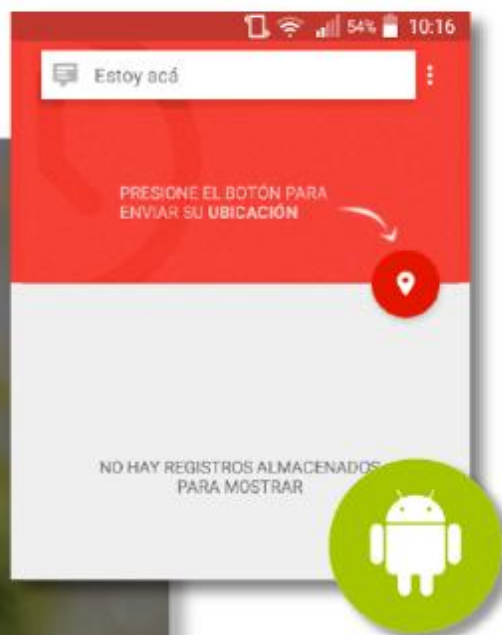 54% 10:16
Estoy acá
PRESIONE EL BOTÓN PARA
ENVIAR SU UBICACIÓN
NO HAY REGISTROS ALMACENADOS
PARA MOSTRAR